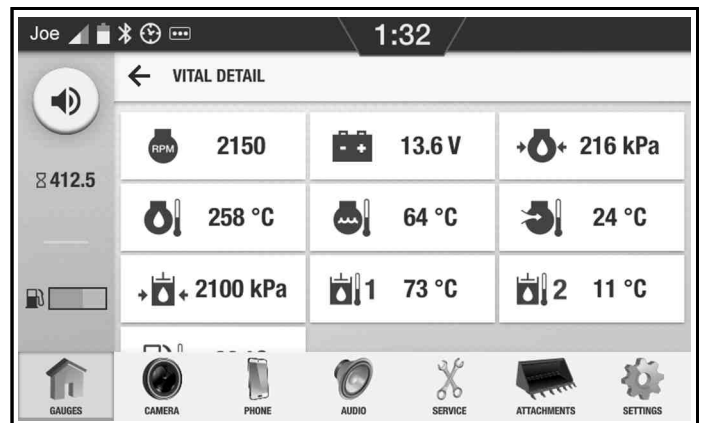 Joe
1:32
VITAL DETAIL
412.5
RPM 2150
13.6 V
216 kPa
258 °C
64 °C
24 °C
2100 kPa
1 73 °C
2 11 °C
GAUGES
CAMERA
PHONE
AUDIO
SERVICE
ATTACHMENTS
SETTINGS